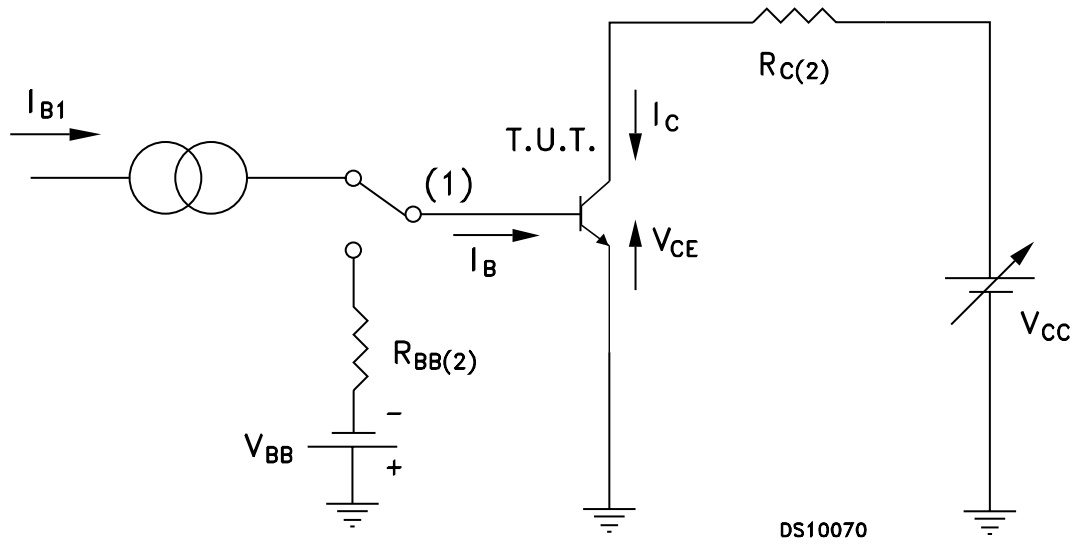 I_B1
R_C(2)
I_C
T.U.T.
(1)
I_B
V_CE
V_CC
R_BB(2)
-
V_BB
+
DS10070